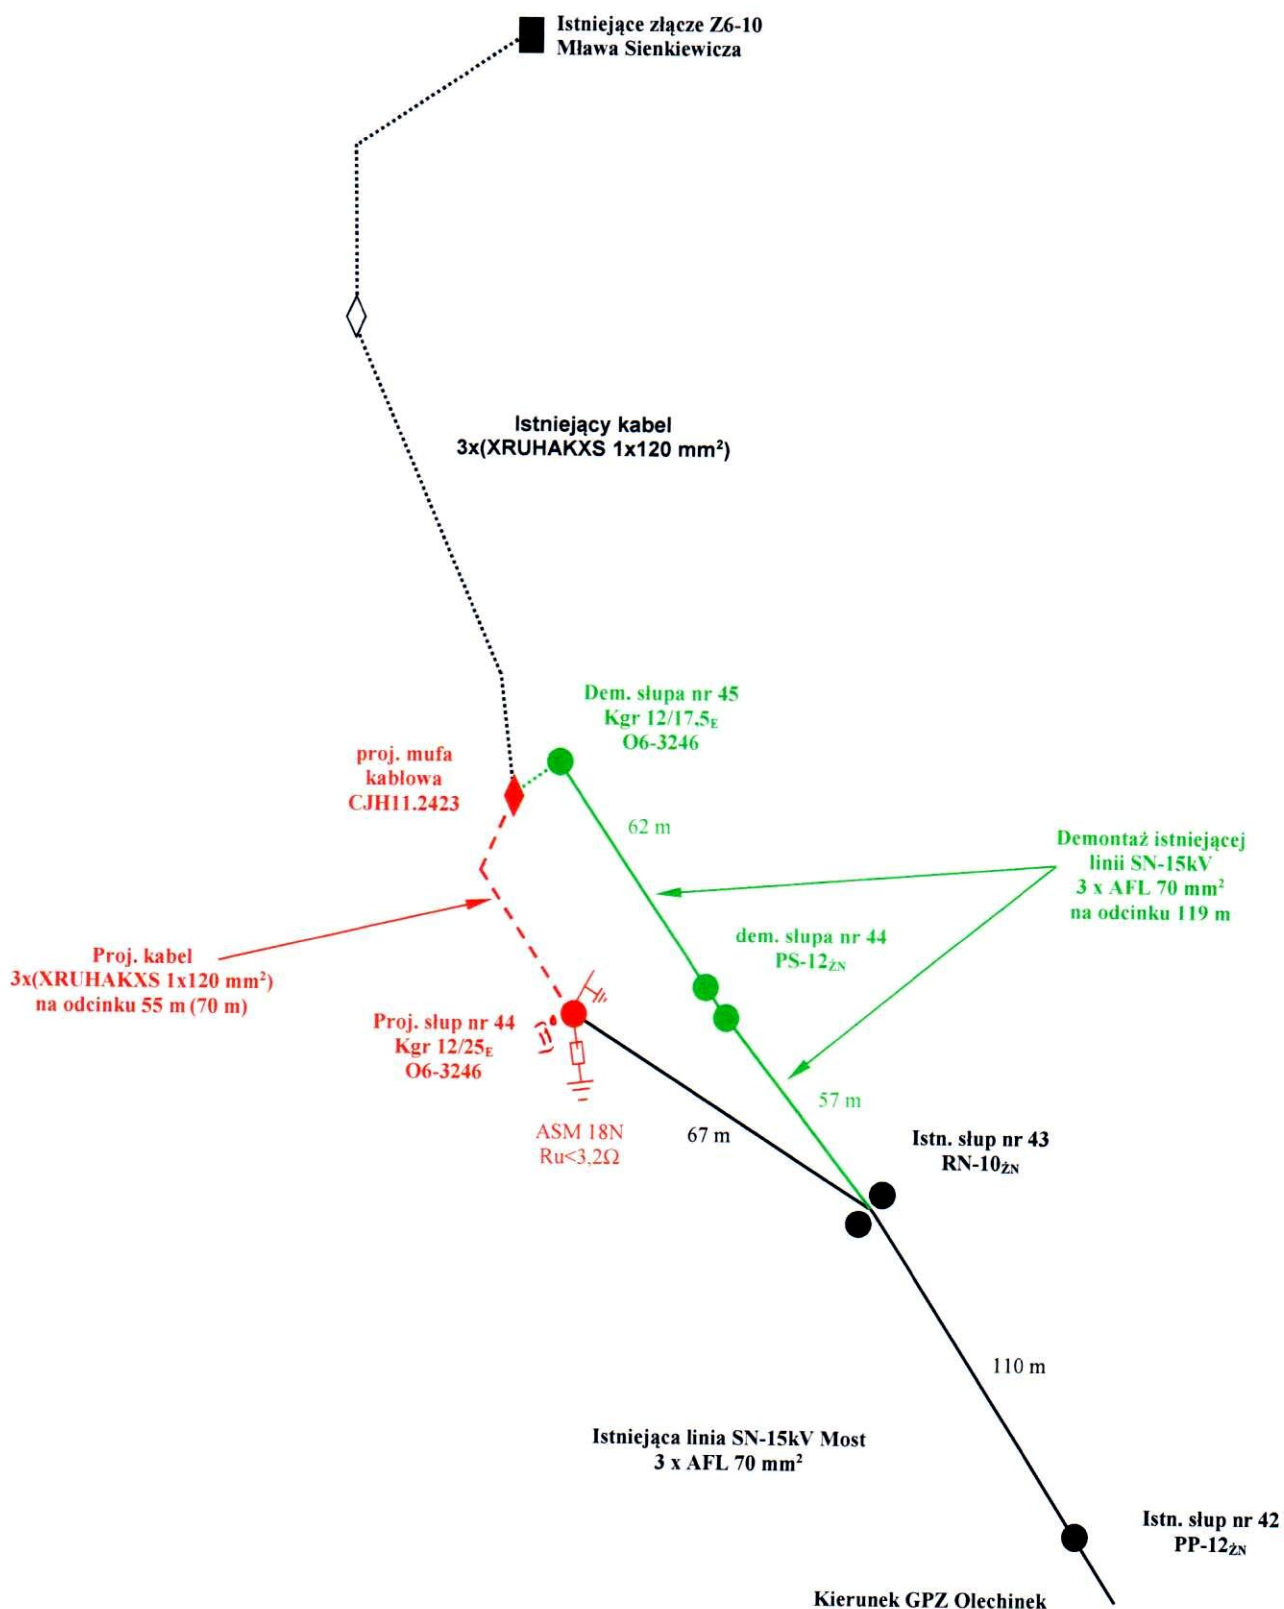 Istniejące złącze Z6-10
Mława Sienkiewicza
Istniejący kabel
3x(XRUHAKXS 1x120 mm²)
Dem. słupa nr 45
Kgr 12/17,5E
O6-3246
proj. mufa
kablowa
CJH11.2423
62 m
Demontaż istniejącej
linii SN-15kV
3 x AFL 70 mm²
na odcinku 119 m
dem. słupa nr 44
PS-12ŻN
Proj. kabel
3x(XRUHAKXS 1x120 mm²)
na odcinku 55 m (70 m)
Proj. słup nr 44
Kgr 12/25E
O6-3246
57 m
ASM 18N
Ru<3,2Ω
67 m
Istn. słup nr 43
RN-10ŻN
110 m
Istniejąca linia SN-15kV Most
3 x AFL 70 mm²
Istn. słup nr 42
PP-12ŻN
Kierunek GPZ Olechinek